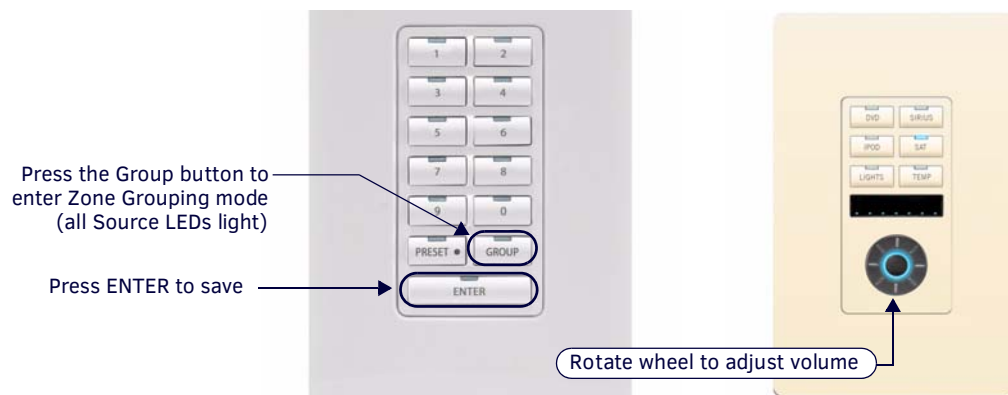 1 2
3 4
5 6
7 8
9 0
PRESET • GROUP
ENTER
Press the Group button to
enter Zone Grouping mode
(all Source LEDs light)
Press ENTER to save
DVD SIRIUS
IPOD SAT
LIGHTS TEMP
Rotate wheel to adjust volume